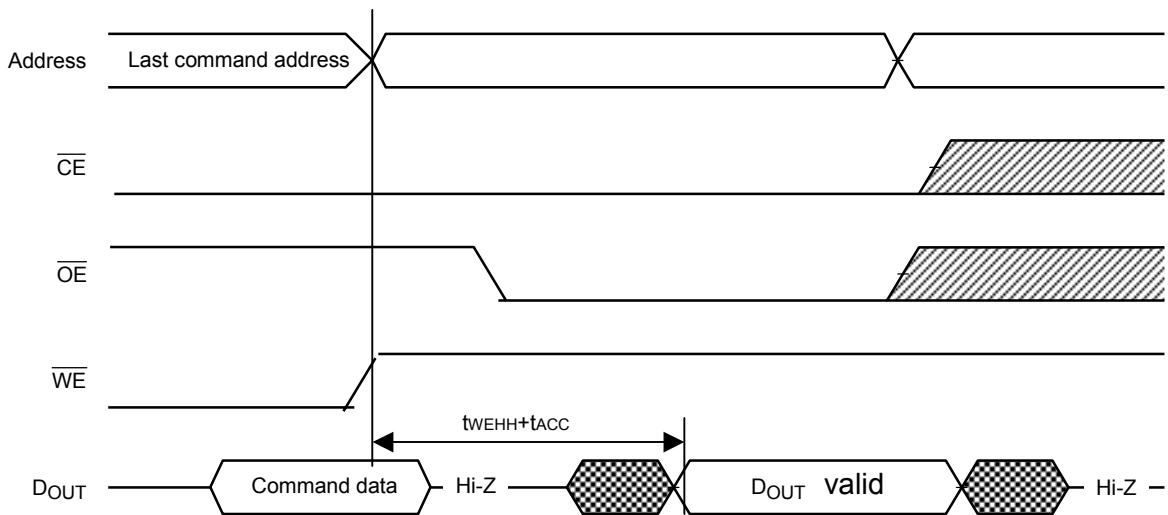 Address Last command address
CE
OE
WE
tWEHH+tACC
DOUT Command data Hi-Z DOUT valid Hi-Z